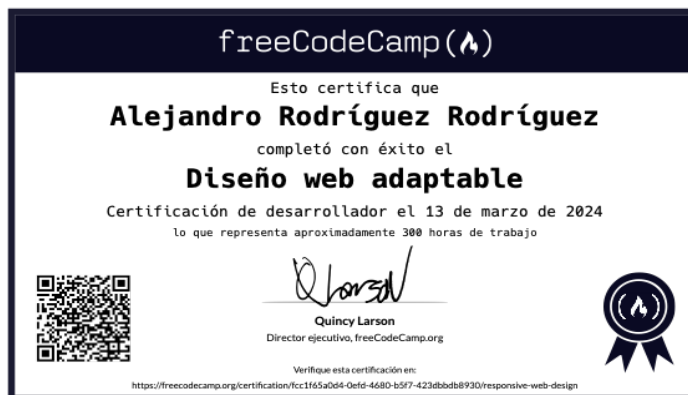 freeCodeCamp(🔥)
Esto certifica que
Alejandro Rodríguez Rodríguez
completó con éxito el
Diseño web adaptable
Certificación de desarrollador el 13 de marzo de 2024
lo que representa aproximadamente 300 horas de trabajo
Quincy Larson
Director ejecutivo, freeCodeCamp.org
Verifique esta certificación en:
https://freecodecamp.org/certification/fcc1f65a0d4-0efd-4680-b5f7-423dbbdb8930/responsive-web-design